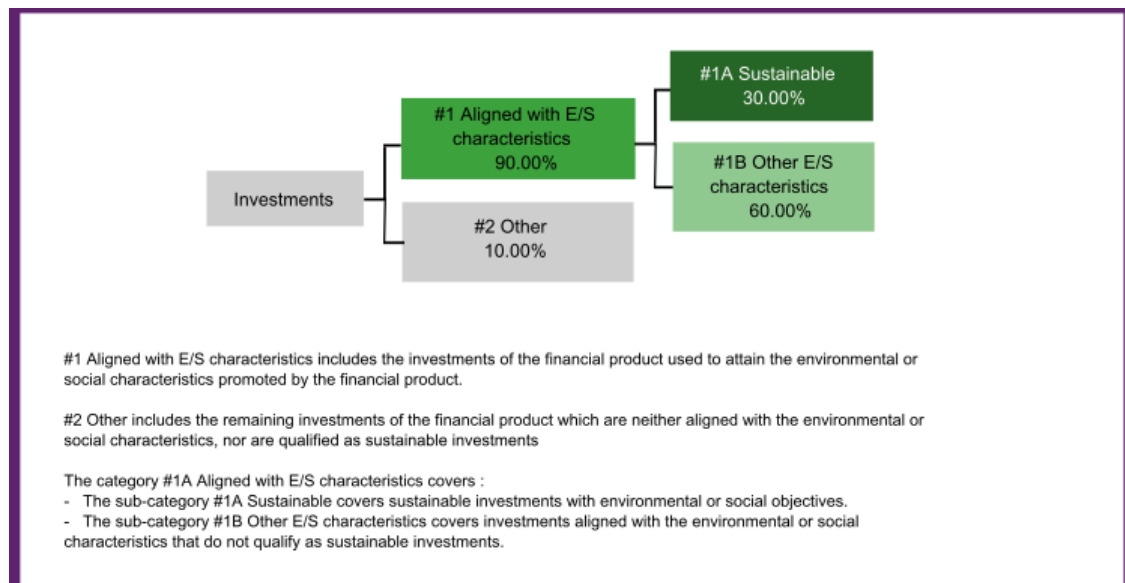 #1A Sustainable
30.00%
#1 Aligned with E/S
characteristics
90.00%
#1B Other E/S
characteristics
60.00%
Investments
#2 Other
10.00%
#1 Aligned with E/S characteristics includes the investments of the financial product used to attain the environmental or
social characteristics promoted by the financial product.
#2 Other includes the remaining investments of the financial product which are neither aligned with the environmental or
social characteristics, nor are qualified as sustainable investments
The category #1A Aligned with E/S characteristics covers :
- The sub-category #1A Sustainable covers sustainable investments with environmental or social objectives.
- The sub-category #1B Other E/S characteristics covers investments aligned with the environmental or social
characteristics that do not qualify as sustainable investments.